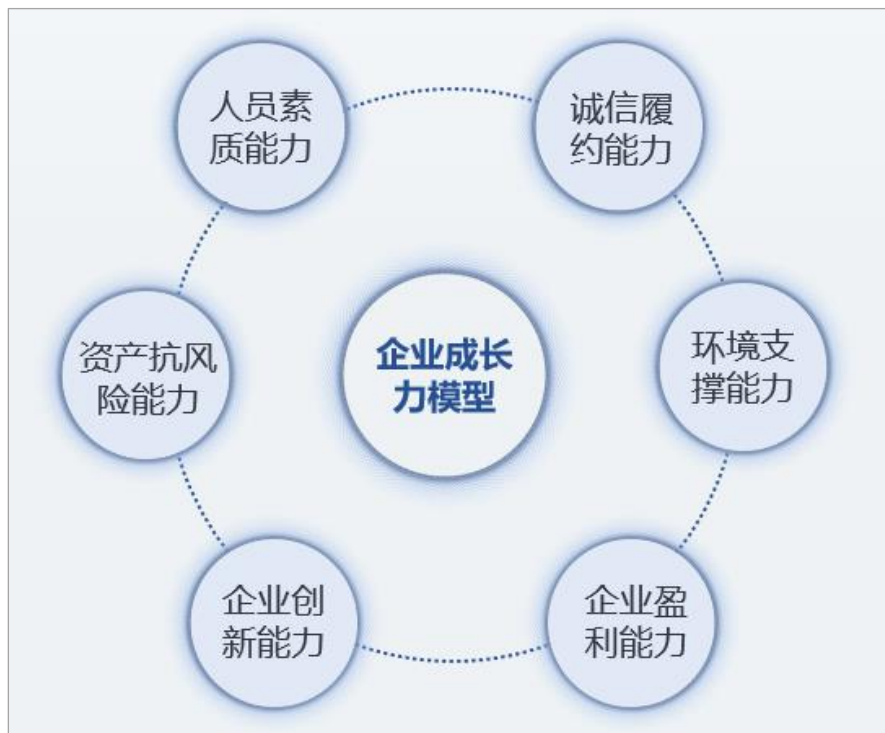 人员素
质能力
诚信履
约能力
资产抗风
险能力
企业成长
力模型
环境支
撑能力
企业创
新能力
企业盈
利能力